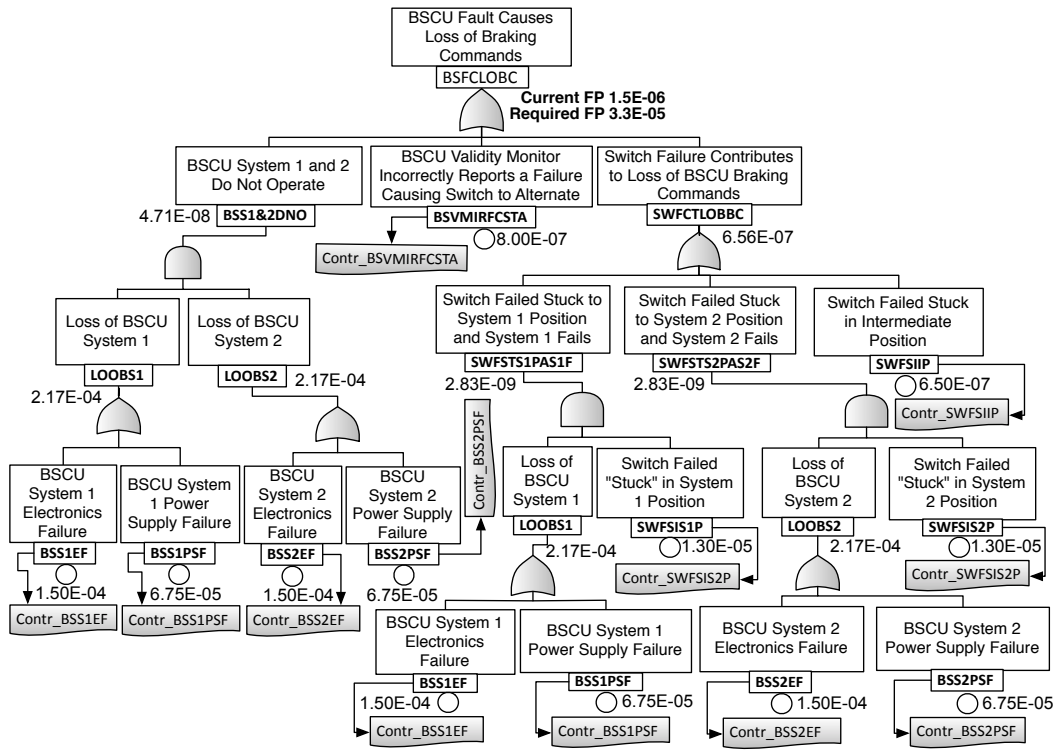 BSCU Fault Causes
Loss of Braking
Commands
BSFCLOBC
Current FP 1.5E-06
Required FP 3.3E-05
BSCU System 1 and 2
Do Not Operate
4.71E-08
BSS1&2DNO
BSCU Validity Monitor
Incorrectly Reports a Failure
Causing Switch to Alternate
BSVMIRFCSTA
8.00E-07
Contr_BSVMIRFCSTA
Switch Failure Contributes
to Loss of BSCU Braking
Commands
SWFCTLOBBC
6.56E-07
Loss of BSCU
System 1
LOOBS1
2.17E-04
Loss of BSCU
System 2
LOOBS2
2.17E-04
Switch Failed Stuck to
System 1 Position
and System 1 Fails
SWFSTS1PAS1F
2.83E-09
Switch Failed Stuck
to System 2 Position
and System 2 Fails
SWFSTS2PAS2F
2.83E-09
Switch Failed Stuck
in Intermediate
Position
SWFSIIP
6.50E-07
Contr_SWFSIIP
BSCU
System 1
Electronics
Failure
BSS1EF
1.50E-04
Contr_BSS1EF
BSCU System
1 Power
Supply Failure
BSS1PSF
6.75E-05
Contr_BSS1PSF
BSCU
System 2
Electronics
Failure
BSS2EF
1.50E-04
Contr_BSS2EF
BSCU
System 2
Power Supply
Failure
BSS2PSF
6.75E-05
Contr_BSS2PSF
Loss of
BSCU
System 1
LOOBS1
2.17E-04
Switch Failed
"Stuck" in System
1 Position
SWFSIS1P
1.30E-05
Contr_SWFSIS2P
Loss of
BSCU
System 2
LOOBS2
2.17E-04
Switch Failed
"Stuck" in System
2 Position
SWFSIS2P
1.30E-05
Contr_SWFSIS2P
BSCU System 1
Electronics
Failure
BSS1EF
1.50E-04
Contr_BSS1EF
BSCU System 1
Power Supply Failure
BSS1PSF
6.75E-05
Contr_BSS1PSF
BSCU System 2
Electronics Failure
BSS2EF
1.50E-04
Contr_BSS2EF
BSCU System 2
Power Supply Failure
BSS2PSF
6.75E-05
Contr_BSS2PSF